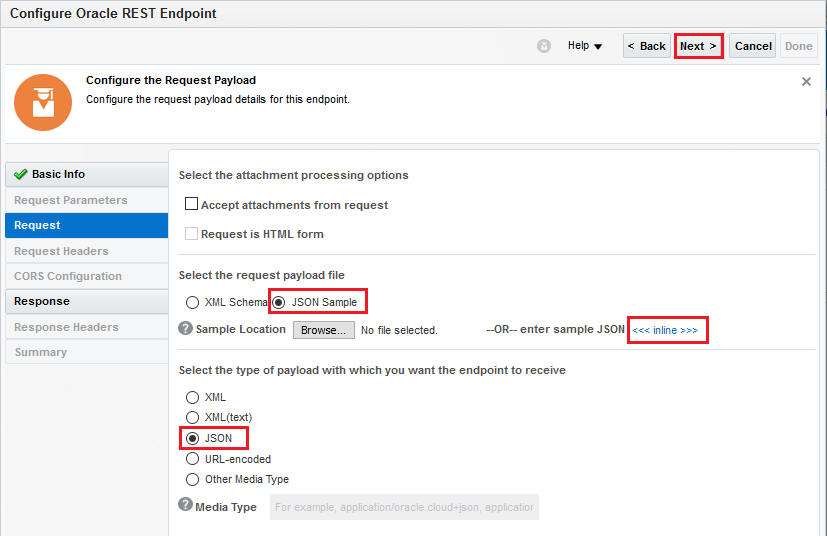 Configure Oracle REST Endpoint
Help
< Back
Next >
Cancel
Done
Configure the Request Payload
Configure the request payload details for this endpoint.
Basic Info
Request Parameters
Request
Request Headers
CORS Configuration
Response
Response Headers
Summary
Select the attachment processing options
Accept attachments from request
Request is HTML form
Select the request payload file
XML Schema JSON Sample
Sample Location Browse... No file selected. --OR-- enter sample JSON <<< inline >>>
Select the type of payload with which you want the endpoint to receive
XML
XML(text)
JSON
URL-encoded
Other Media Type
Media Type For example, application/oracle.cloud+json, application